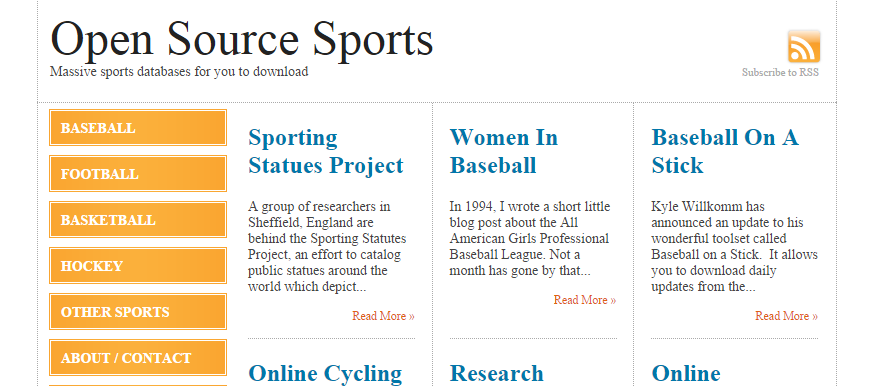 Open Source Sports
Massive sports databases for you to download
Subscribe to RSS
BASEBALL
FOOTBALL
BASKETBALL
HOCKEY
OTHER SPORTS
ABOUT / CONTACT
Sporting
Statues Project
A group of researchers in
Sheffield, England are
behind the Sporting Statutes
Project, an effort to catalog
public statues around the
world which depict...
Read More »
Women In
Baseball
In 1994, I wrote a short little
blog post about the All
American Girls Professional
Baseball League. Not a
month has gone by that...
Read More »
Baseball On A
Stick
Kyle Willkomm has
announced an update to his
wonderful toolset called
Baseball on a Stick.  It allows
you to download daily
updates from the...
Read More »
Online Cycling
Research
Online